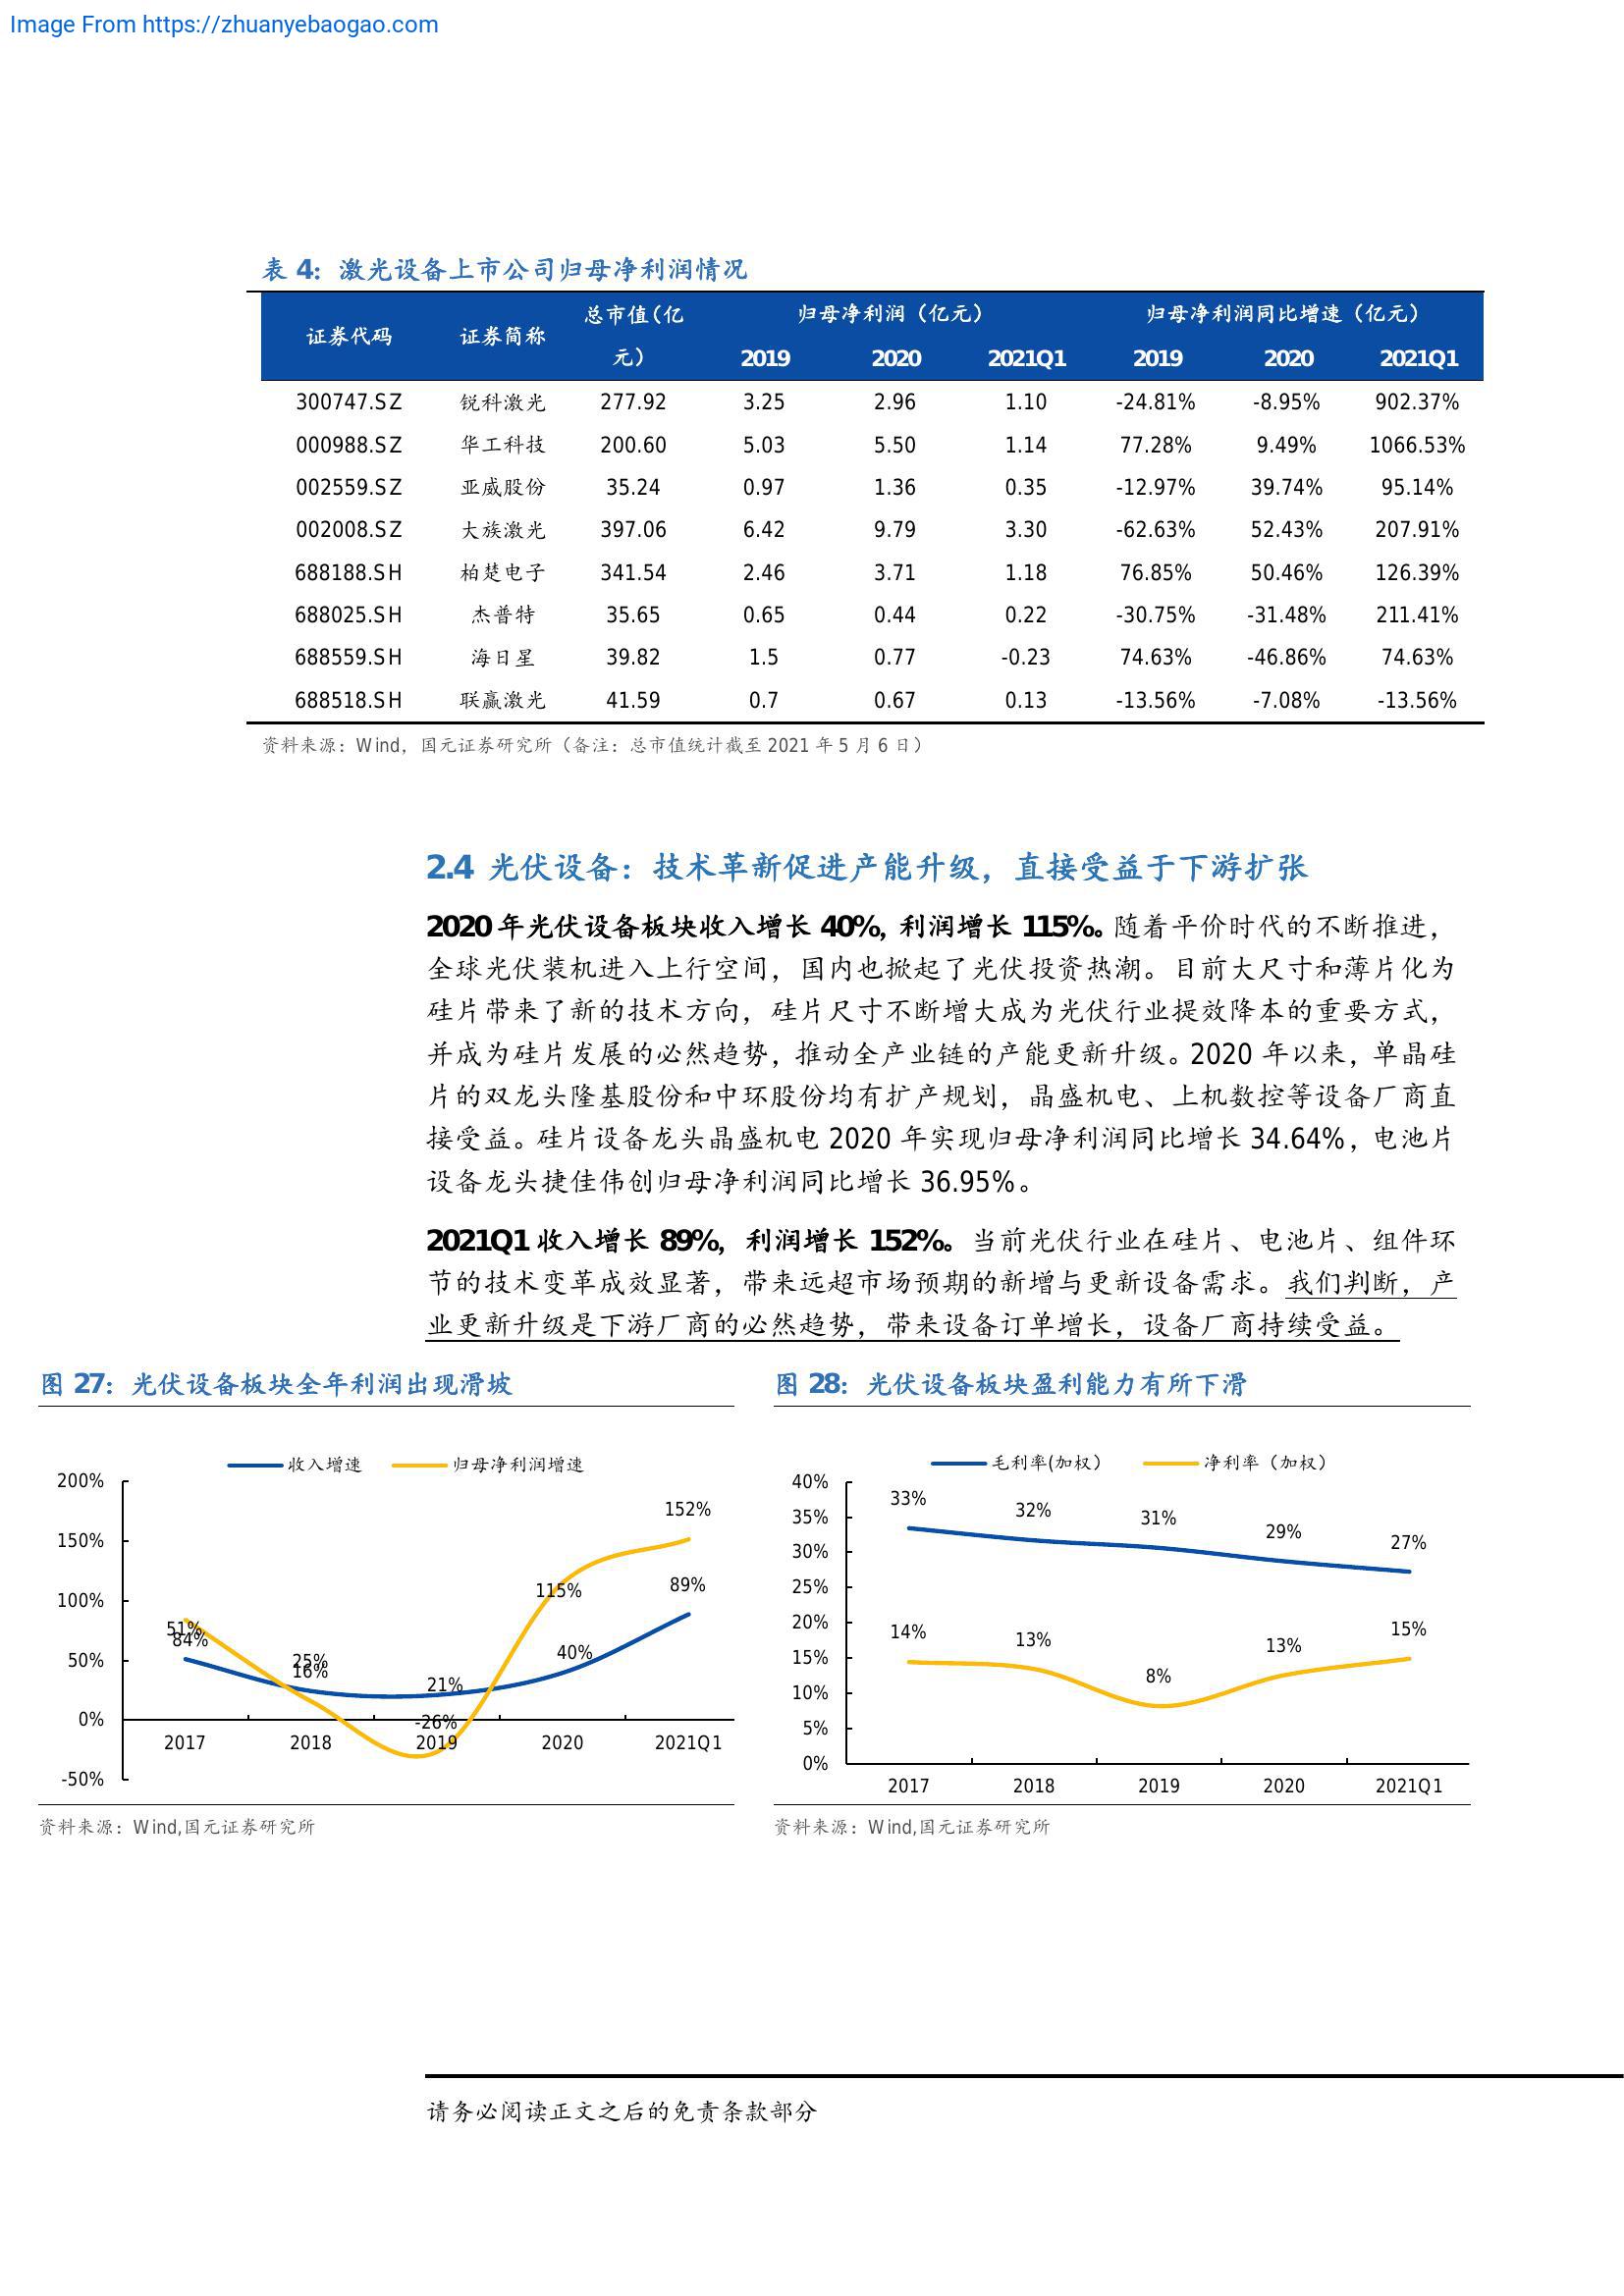 Image From https://zhuanyebaogao.com
表 4：激光设备上市公司归母净利润情况
证券代码 证券简称 总市值(亿元） 归母净利润（亿元） 归母净利润同比增速（亿元）
2019 2020 2021Q1 2019 2020 2021Q1
300747.SZ 锐科激光 277.92 3.25 2.96 1.10 -24.81% -8.95% 902.37%
000988.SZ 华工科技 200.60 5.03 5.50 1.14 77.28% 9.49% 1066.53%
002559.SZ 亚威股份 35.24 0.97 1.36 0.35 -12.97% 39.74% 95.14%
002008.SZ 大族激光 397.06 6.42 9.79 3.30 -62.63% 52.43% 207.91%
688188.SH 柏楚电子 341.54 2.46 3.71 1.18 76.85% 50.46% 126.39%
688025.SH 杰普特 35.65 0.65 0.44 0.22 -30.75% -31.48% 211.41%
688559.SH 海日星 39.82 1.5 0.77 -0.23 74.63% -46.86% 74.63%
688518.SH 联赢激光 41.59 0.7 0.67 0.13 -13.56% -7.08% -13.56%
资料来源：Wind，国元证券研究所（备注：总市值统计截至 2021 年 5 月 6 日）
2.4 光伏设备：技术革新促进产能升级，直接受益于下游扩张
2020 年光伏设备板块收入增长 40%，利润增长 115%。随着平价时代的不断推进，
全球光伏装机进入上行空间，国内也掀起了光伏投资热潮。目前大尺寸和薄片化为
硅片带来了新的技术方向，硅片尺寸不断增大成为光伏行业提效降本的重要方式，
并成为硅片发展的必然趋势，推动全产业链的产能更新升级。2020 年以来，单晶硅
片的双龙头隆基股份和中环股份均有扩产规划，晶盛机电、上机数控等设备厂商直
接受益。硅片设备龙头晶盛机电 2020 年实现归母净利润同比增长 34.64%，电池片
设备龙头捷佳伟创归母净利润同比增长 36.95%。
2021Q1 收入增长 89%，利润增长 152%。当前光伏行业在硅片、电池片、组件环
节的技术变革成效显著，带来远超市场预期的新增与更新设备需求。我们判断，产
业更新升级是下游厂商的必然趋势，带来设备订单增长，设备厂商持续受益。
图 27：光伏设备板块全年利润出现滑坡
收入增速 归母净利润增速
200%
150%
100%
50%
0%
-50%
51% 25% 21% 40% 89%
84% 16% -26% 115% 152%
2017 2018 2019 2020 2021Q1
资料来源：Wind,国元证券研究所
图 28：光伏设备板块盈利能力有所下滑
毛利率(加权） 净利率（加权）
40%
35%
30%
25%
20%
15%
10%
5%
0%
33% 32% 31% 29% 27%
14% 13% 8% 13% 15%
2017 2018 2019 2020 2021Q1
资料来源：Wind,国元证券研究所
请务必阅读正文之后的免责条款部分